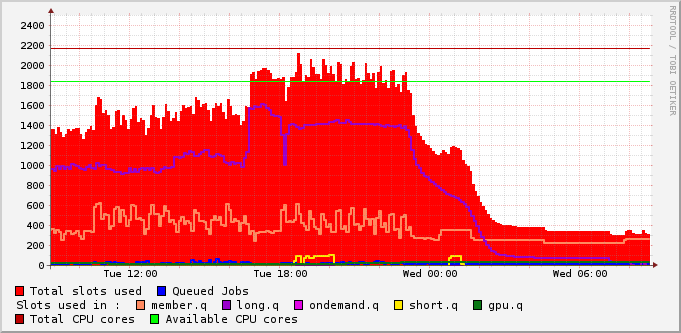 RRDTOOL / TOBI OETIKER
2400
2200
2000
1800
1600
1400
1200
1000
800
600
400
200
0
Tue 12:00 Tue 18:00 Wed 00:00 Wed 06:00
Total slots used Queued Jobs
Slots used in : member.q long.q ondemand.q short.q gpu.q
Total CPU cores Available CPU cores